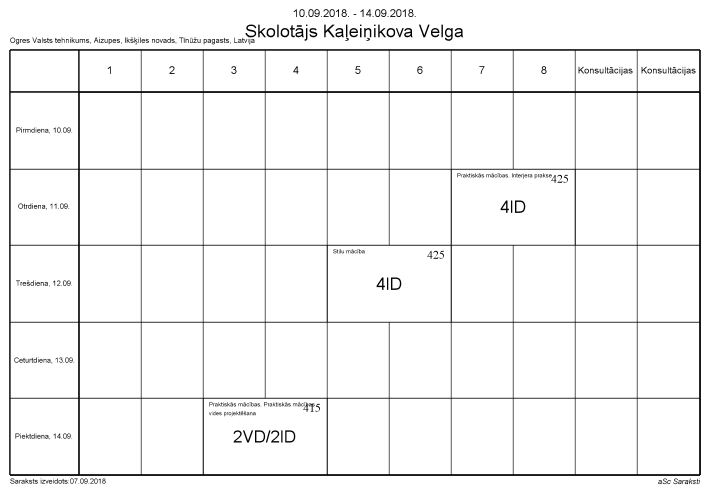 10.09.2018. - 14.09.2018.
Skolotājs Kaļeiņikova Velga
Ogres Valsts tehnikums, Aizupes, Ikšķiles novads, Tīnūžu pagasts, Latvija
1 2 3 4 5 6 7 8 Konsultācijas Konsultācijas
Pirmdiena, 10.09.
Praktiskās mācības. Interjera prakse 425
Otrdiena, 11.09. 4ID
Stilu mācība 425
Trešdiena, 12.09. 4ID
Ceturtdiena, 13.09.
Praktiskās mācības. Praktiskās mācības 415
vides projektēšana
Piektdiena, 14.09. 2VD/2ID
Saraksts izveidots:07.09.2018 aSc Saraksti